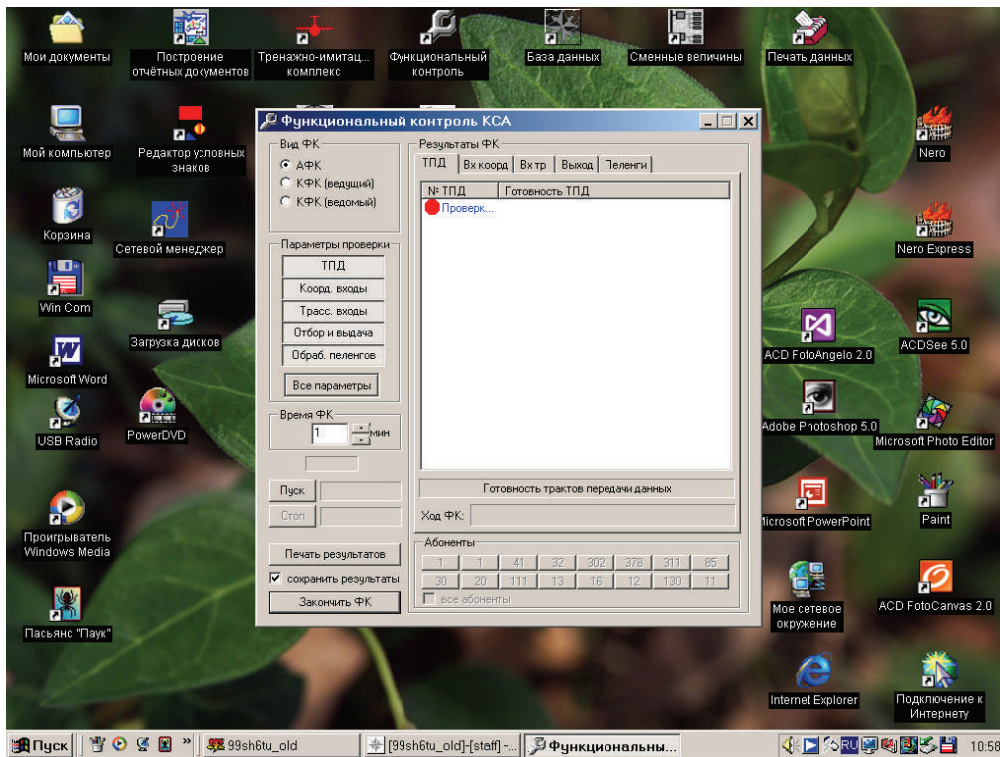 Мои документы
Построение
отчётных документов
Тренажно-имитац...
комплекс
Функциональный
контроль
База данных
Сменные величины
Печать данных
Мой компьютер
Редактор условных
знаков
Nero
Корзина
Сетевой менеджер
Nero Express
Win Com
Загрузка дисков
ACD FotoAngelo 2.0
ACDSee 5.0
Microsoft Word
USB Radio
PowerDVD
Adobe Photoshop 5.0
Microsoft Photo Editor
Проигрыватель
Windows Media
Microsoft PowerPoint
Paint
Пасьянс "Паук"
Мое сетевое
окружение
ACD FotoCanvas 2.0
Internet Explorer
Подключение к
Интернету
Функциональный контроль КСА
Вид ФК
АФК
КФК (ведущий)
КФК (ведомый)
Параметры проверки
ТПД
Коорд. входы
Трасс. входы
Отбор и выдача
Обраб. пеленгов
Все параметры
Время ФК
1 мин
Пуск
Стоп
Печать результатов
сохранить результаты
Закончить ФК
Результаты ФК
ТПД Вх коорд Вх тр Выход Пеленги
№ ТПД Готовность ТПД
Проверк...
Готовность трактов передачи данных
Ход ФК:
Абоненты
1 1 41 32 302 378 311 85
30 20 111 13 16 12 130 11
все абоненты
Пуск » 99sh6tu_old [99sh6tu_old]-[staff] -... Функциональны... RU 10:58